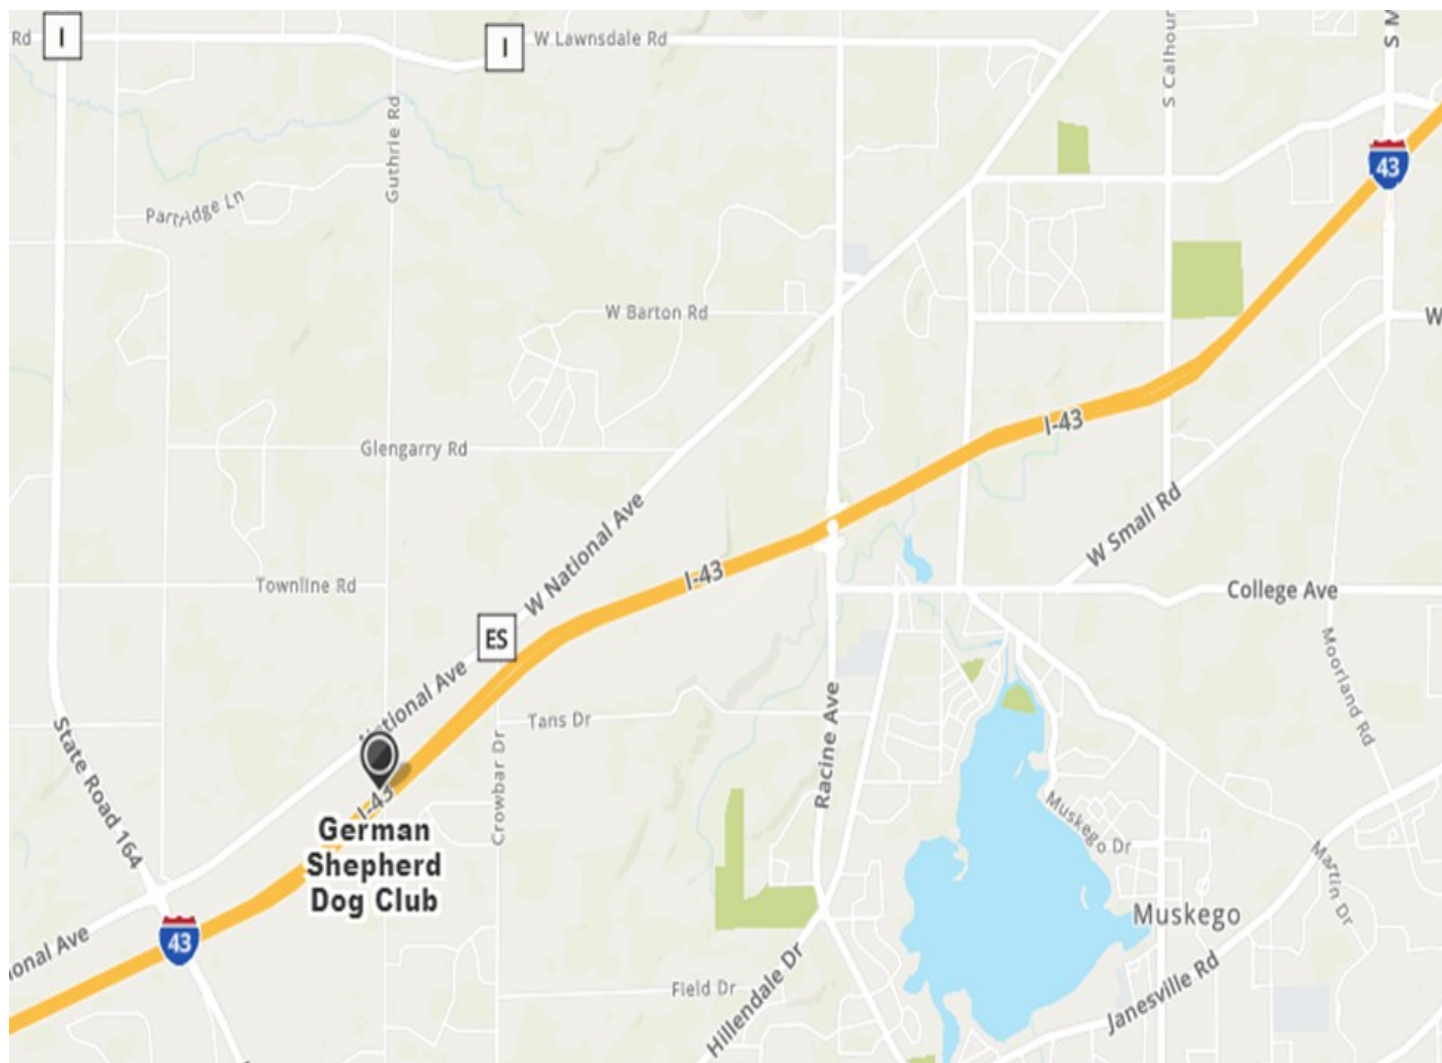 Rd
I
I
W Lawnsdale Rd
S Calhoun
S M
Guthrie Rd
43
Partridge Ln
W Barton Rd
W
I-43
Glengarry Rd
W National Ave
W Small Rd
I-43
Townline Rd
College Ave
ES
National Ave
Moorland Rd
Tans Dr
State Road 164
Crowbar Dr
Racine Ave
I-43
German
Shepherd
Dog Club
Muskego Dr
Martin Dr
Muskego
43
ional Ave
Field Dr
Hillendale Dr
Janesville Rd